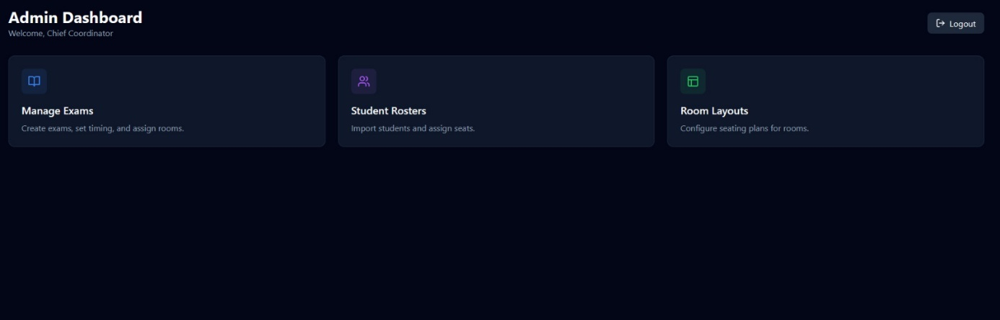 Admin Dashboard
Welcome, Chief Coordinator
Logout
Manage Exams
Create exams, set timing, and assign rooms.
Student Rosters
Import students and assign seats.
Room Layouts
Configure seating plans for rooms.